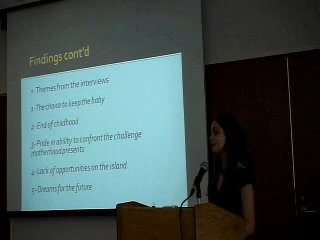 Findings cont'd
Themes from the interviews
1-The choice to keep the baby
2- End of childhood
3- Pride in ability to confront the challenge
motherhood presents
4- Lack of opportunities on the island
5- Dreams for the future